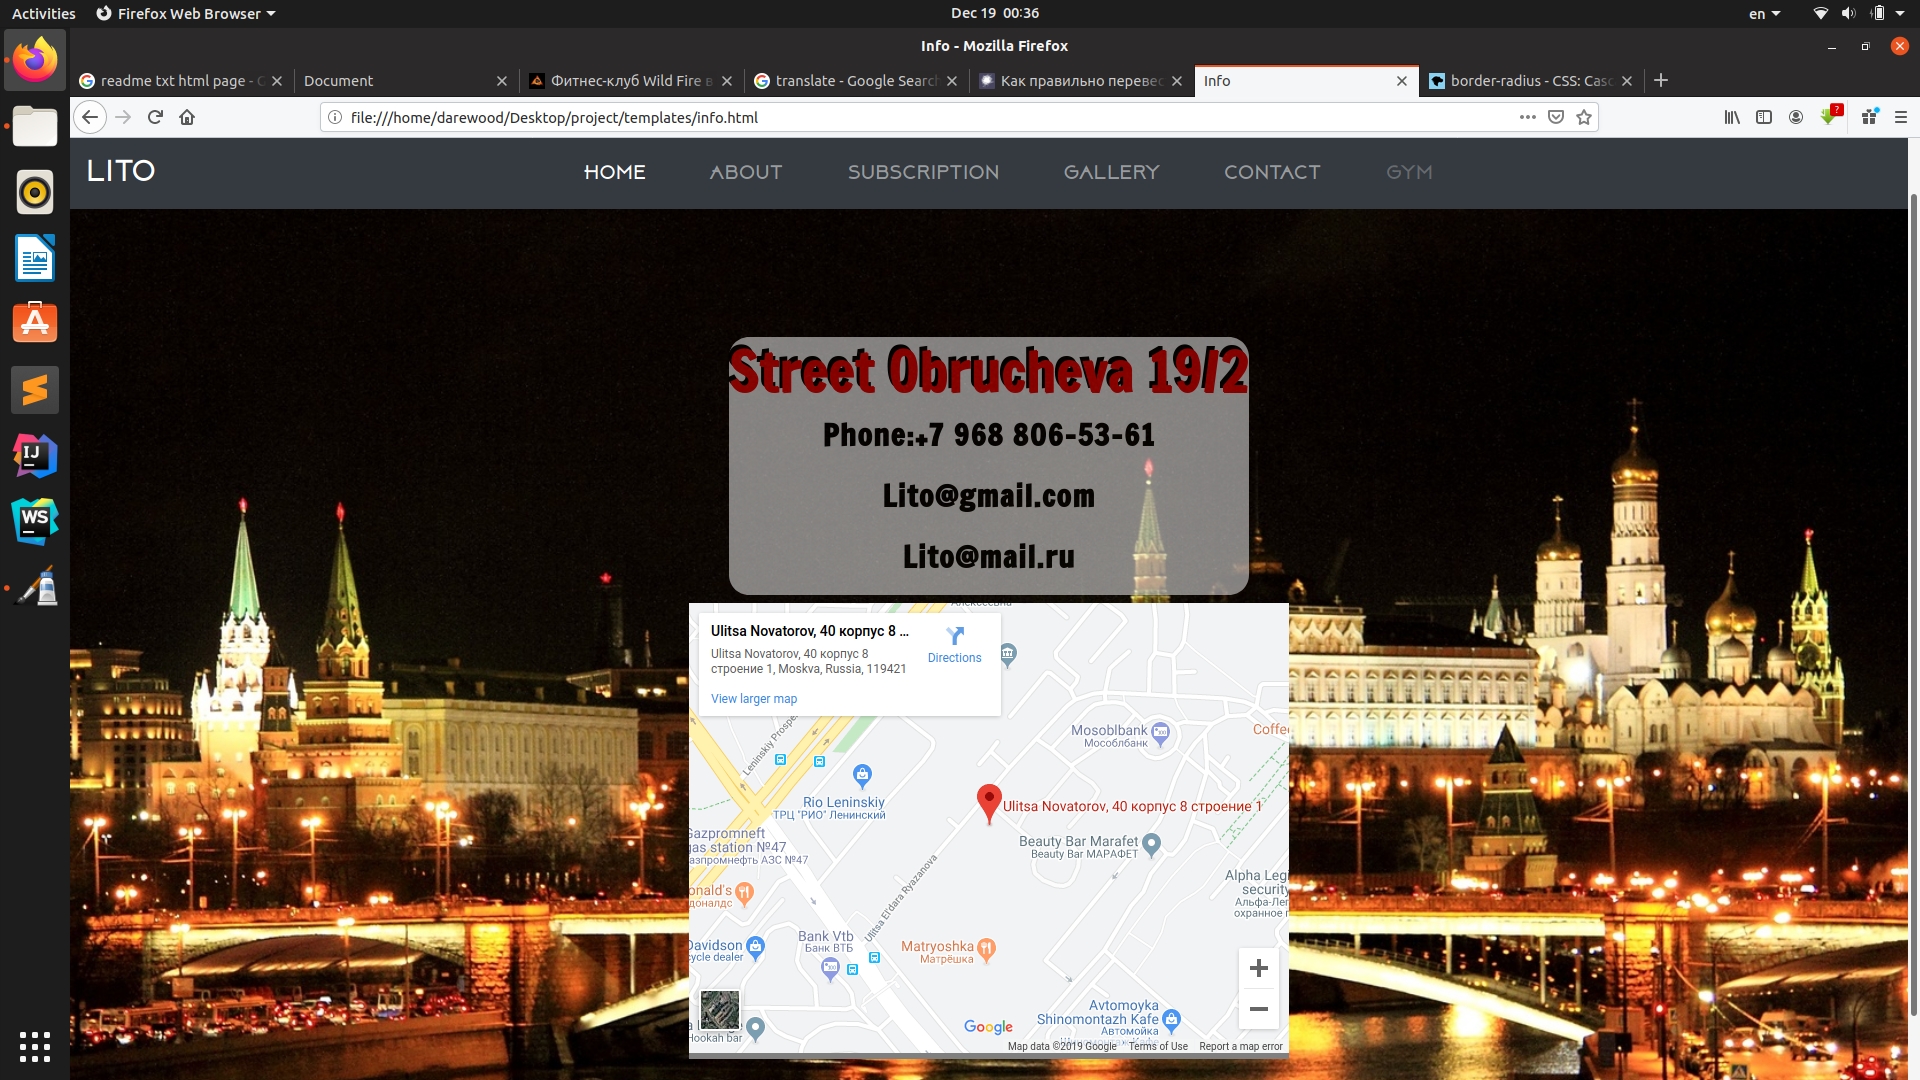 Activities
Firefox Web Browser
Dec 19 00:36
en
Info - Mozilla Firefox
readme txt html page - G
Document
Фитнес-клуб Wild Fire в
translate - Google Search
Как правильно перевес
Info
border-radius - CSS: Casc
file:///home/darewood/Desktop/project/templates/info.html
LITO
HOME
ABOUT
SUBSCRIPTION
GALLERY
CONTACT
GYM
Street Obrucheva 19/2
Phone:+7 968 806-53-61
Lito@gmail.com
Lito@mail.ru
Ulitsa Novatorov, 40 корпус 8 ...
Ulitsa Novatorov, 40 корпус 8
строение 1, Moskva, Russia, 119421
Directions
View larger map
Leninskiy Prospe
Mosoblbank
Мособлбанк
Coffee
Rio Leninskiy
ТРЦ "РИО" Ленинский
Ulitsa Novatorov, 40 корпус 8 строение 1
Gazpromneft
gas station №47
азпромнефть АЗС №47
Beauty Bar Marafet
Beauty Bar МАРАФЕТ
onald's
доналдс
Ulitsa El'dara Ryazanova
Alpha Legi
security
Альфа-Лег
охранное п
Davidson
cycle dealer
Bank Vtb
Банк ВТБ
Matryoshka
Матрёшка
Avtomoyka
Shinomontazh Kafe
Автомойка
Hookah bar
Google
Map data ©2019 Google
Terms of Use
Report a map error
IJ
WS